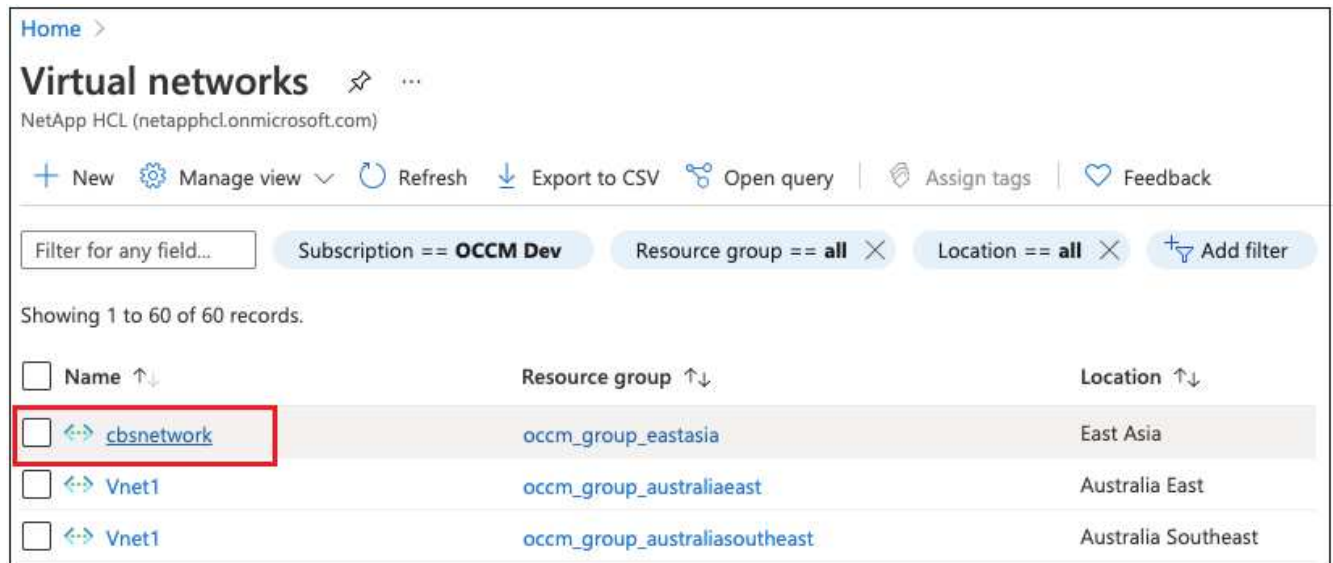 Home >
Virtual networks ...
NetApp HCL (netapphcl.onmicrosoft.com)
New Manage view Refresh Export to CSV Open query Assign tags Feedback
Filter for any field... Subscription == OCCM Dev Resource group == all Location == all Add filter
Showing 1 to 60 of 60 records.
Name ↑↓ Resource group ↑↓ Location ↑↓
cbsnetwork occm_group_eastasia East Asia
Vnet1 occm_group_australiaeast Australia East
Vnet1 occm_group_australiasoutheast Australia Southeast